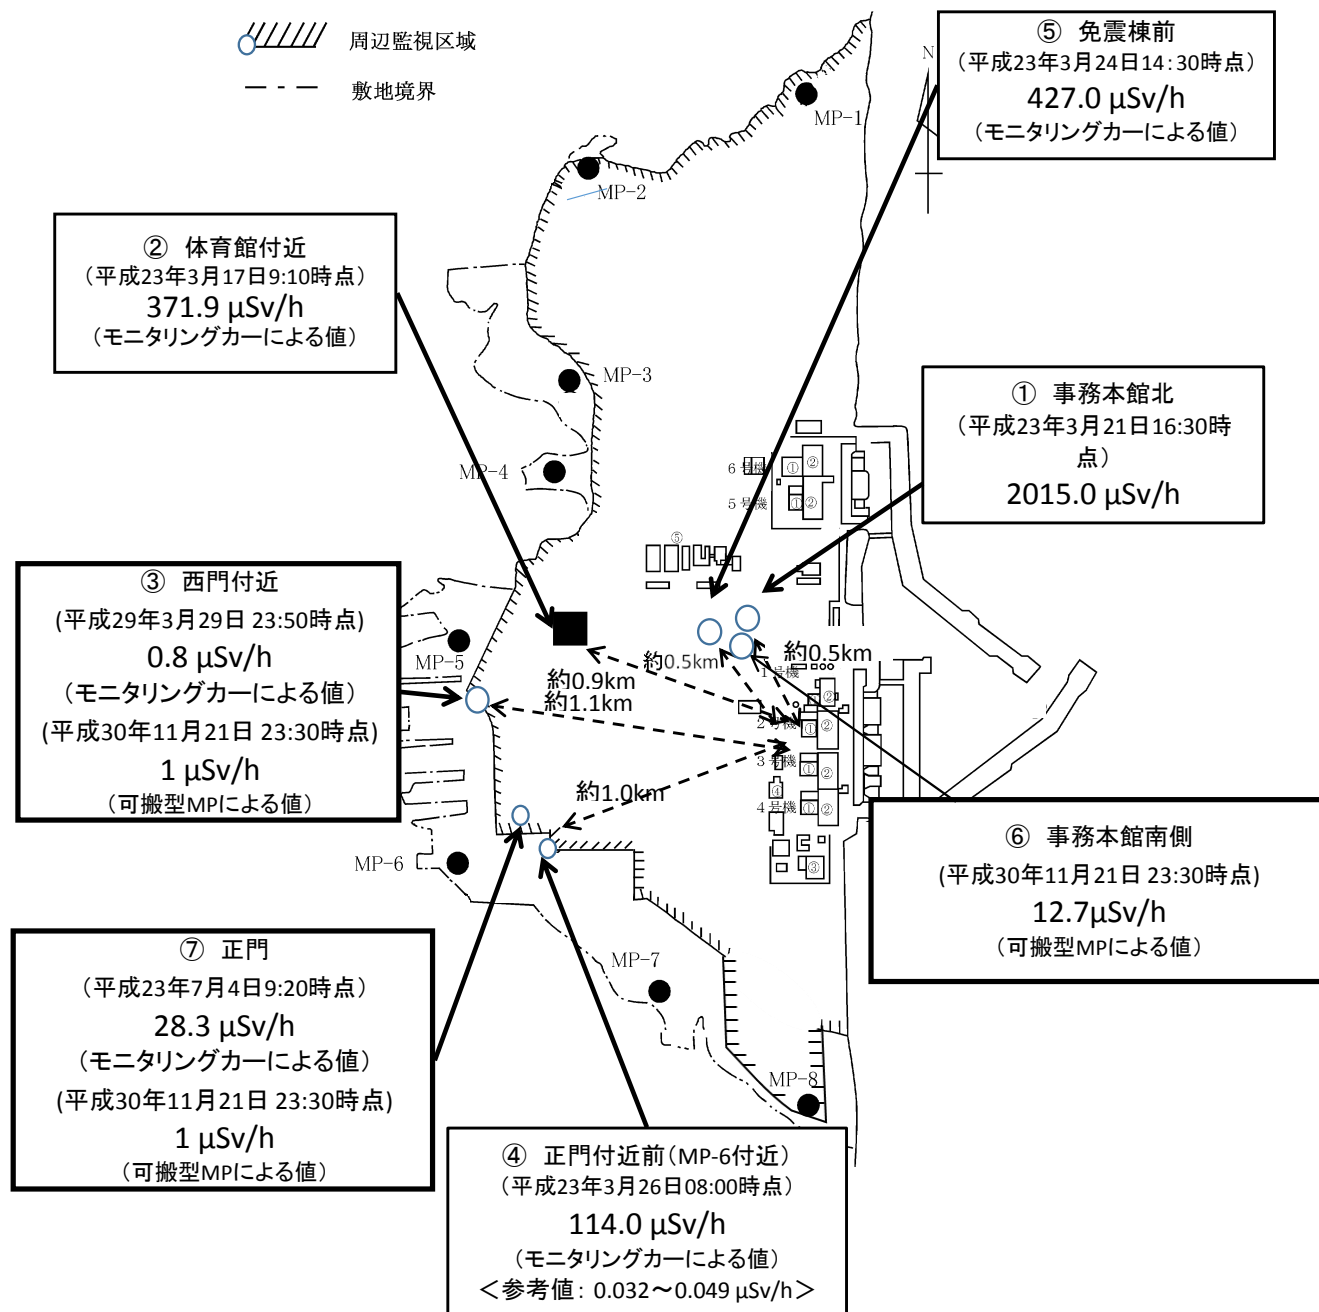 周辺監視区域
敷地境界
⑤ 免震棟前
(平成23年3月24日14:30時点)
427.0 μSv/h
(モニタリングカーによる値)
N
MP-1
MP-2
② 体育館付近
(平成23年3月17日9:10時点)
371.9 μSv/h
(モニタリングカーによる値)
MP-3
① 事務本館北
(平成23年3月21日16:30時
点)
2015.0 μSv/h
MP-4
6号機
①
②
5号機
①
②
⑤
③ 西門付近
(平成29年3月29日 23:50時点)
0.8 μSv/h
(モニタリングカーによる値)
(平成30年11月21日 23:30時点)
1 μSv/h
(可搬型MPによる値)
MP-5
約0.5km
約0.5km
約0.9km
約1.1km
1号機
②
2号機
①
②
3号機
①
②
約1.0km
④
4号機
①
②
③
MP-6
⑥ 事務本館南側
(平成30年11月21日 23:30時点)
12.7μSv/h
(可搬型MPによる値)
⑦ 正門
(平成23年7月4日9:20時点)
28.3 μSv/h
(モニタリングカーによる値)
(平成30年11月21日 23:30時点)
1 μSv/h
(可搬型MPによる値)
MP-7
MP-8
④ 正門付近前(MP-6付近)
(平成23年3月26日08:00時点)
114.0 μSv/h
(モニタリングカーによる値)
<参考値: 0.032～0.049 μSv/h>